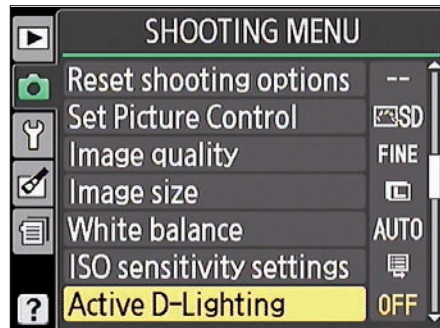 SHOOTING MENU
Reset shooting options --
Set Picture Control SD
Image quality FINE
Image size L
White balance AUTO
ISO sensitivity settings
Active D-Lighting OFF
?